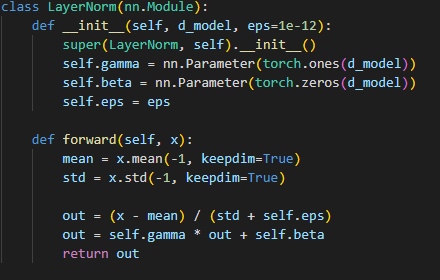 class LayerNorm(nn.Module):
    def __init__(self, d_model, eps=1e-12):
        super(LayerNorm, self).__init__()
        self.gamma = nn.Parameter(torch.ones(d_model))
        self.beta = nn.Parameter(torch.zeros(d_model))
        self.eps = eps

    def forward(self, x):
        mean = x.mean(-1, keepdim=True)
        std = x.std(-1, keepdim=True)

        out = (x - mean) / (std + self.eps)
        out = self.gamma * out + self.beta
        return out